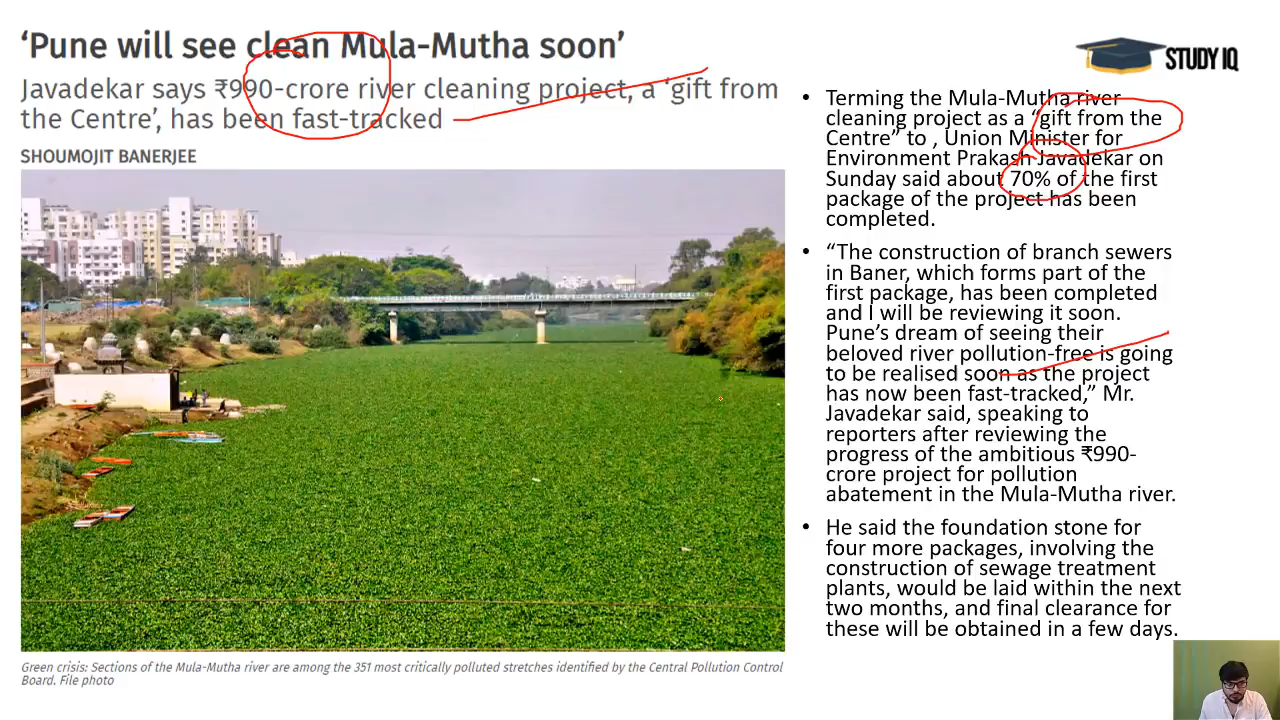 ‘Pune will see clean Mula-Mutha soon’
Javadekar says ₹990-crore river cleaning project, a ‘gift from
the Centre’, has been fast-tracked
SHOUMOJIT BANERJEE
Green crisis: Sections of the Mula-Mutha river are among the 351 most critically polluted stretches identified by the Central Pollution Control
Board. File photo
STUDY IQ
• Terming the Mula-Mutha river
cleaning project as a “gift from the
Centre” to , Union Minister for
Environment Prakash Javadekar on
Sunday said about 70% of the first
package of the project has been
completed.
• “The construction of branch sewers
in Baner, which forms part of the
first package, has been completed
and I will be reviewing it soon.
Pune’s dream of seeing their
beloved river pollution-free is going
to be realised soon as the project
has now been fast-tracked,” Mr.
Javadekar said, speaking to
reporters after reviewing the
progress of the ambitious ₹990-
crore project for pollution
abatement in the Mula-Mutha river.
• He said the foundation stone for
four more packages, involving the
construction of sewage treatment
plants, would be laid within the next
two months, and final clearance for
these will be obtained in a few days.